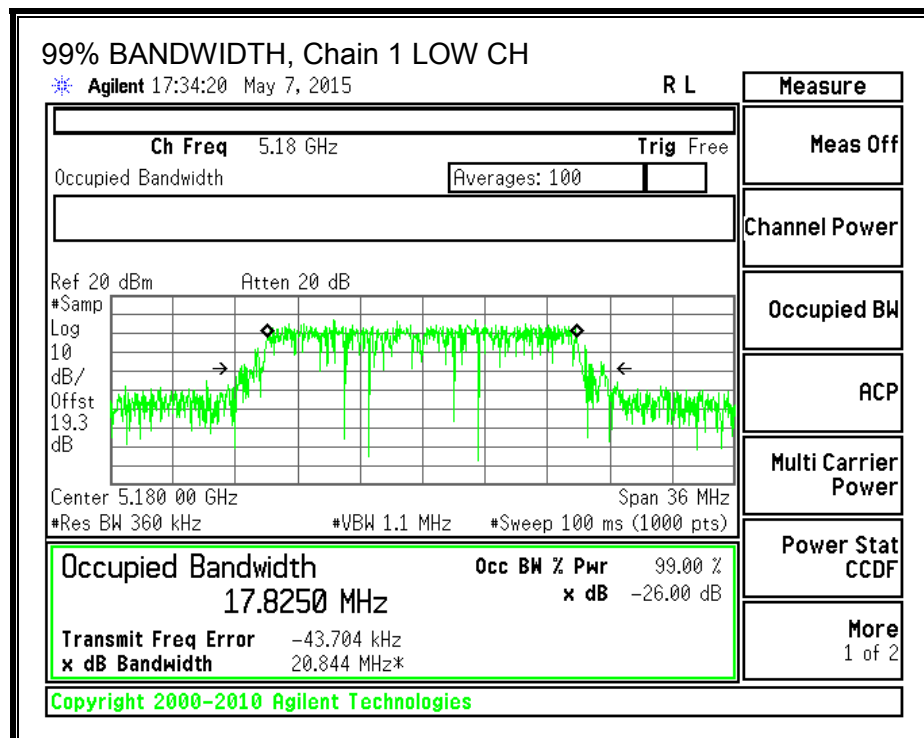 99% BANDWIDTH, Chain 1 LOW CH
Agilent 17:34:20 May 7, 2015 R L
Measure
Ch Freq 5.18 GHz Trig Free
Occupied Bandwidth Averages: 100
Meas Off
Channel Power
Occupied BW
ACP
Multi Carrier
Power
Power Stat
CCDF
More
1 of 2
Ref 20 dBm Atten 20 dB
#Samp
Log
10
dB/
Offst
19.3
dB
Center 5.180 00 GHz Span 36 MHz
#Res BW 360 kHz #VBW 1.1 MHz #Sweep 100 ms (1000 pts)
Occupied Bandwidth Occ BW % Pwr 99.00 %
17.8250 MHz x dB -26.00 dB
Transmit Freq Error -43.704 kHz
x dB Bandwidth 20.844 MHz*
Copyright 2000-2010 Agilent Technologies